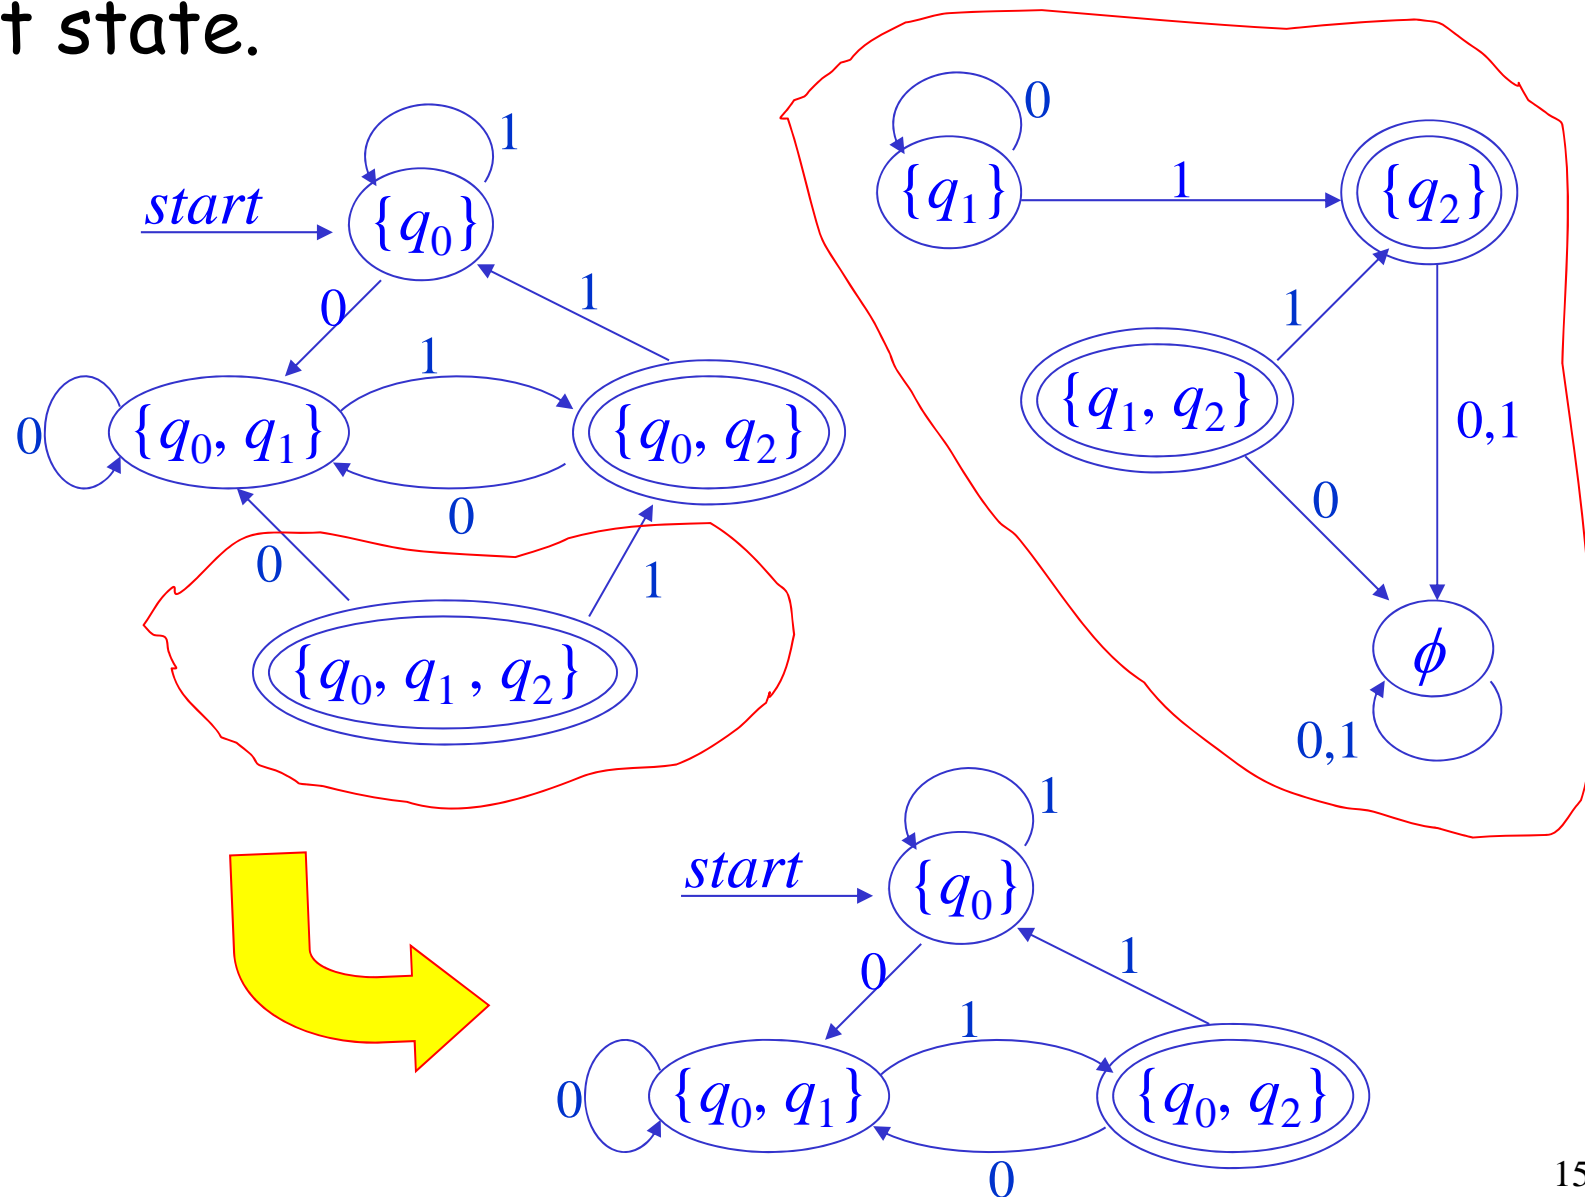 t state.
1
0
start
{q₀}
{q₁}
1
{q₂}
0
1
1
1
0
{q₀, q₁}
{q₀, q₂}
{q₁, q₂}
0,1
0
0
0
1
{q₀, q₁ , q₂}
ϕ
0,1
1
start
{q₀}
0
1
1
0
{q₀, q₁}
{q₀, q₂}
0
15